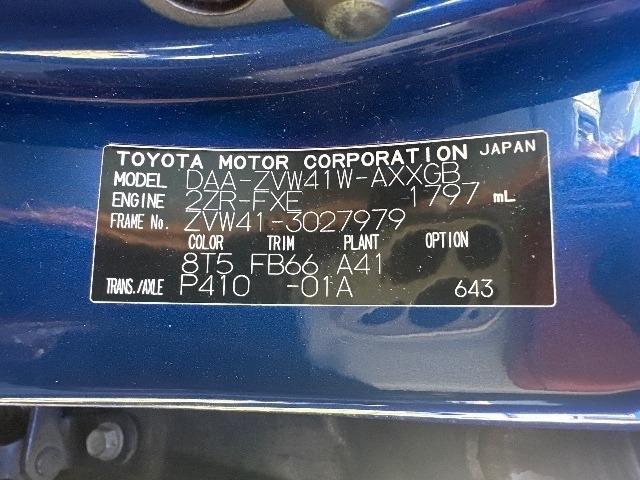 TOYOTA MOTOR CORPORATION JAPAN
MODEL DAA-ZVW41W-AXXGB
ENGINE 2ZR-FXE 1797 mL
FRAME No. ZVW41-3027979
COLOR TRIM PLANT OPTION
8T5 FB66 A41
TRANS./AXLE P410 -01A 643